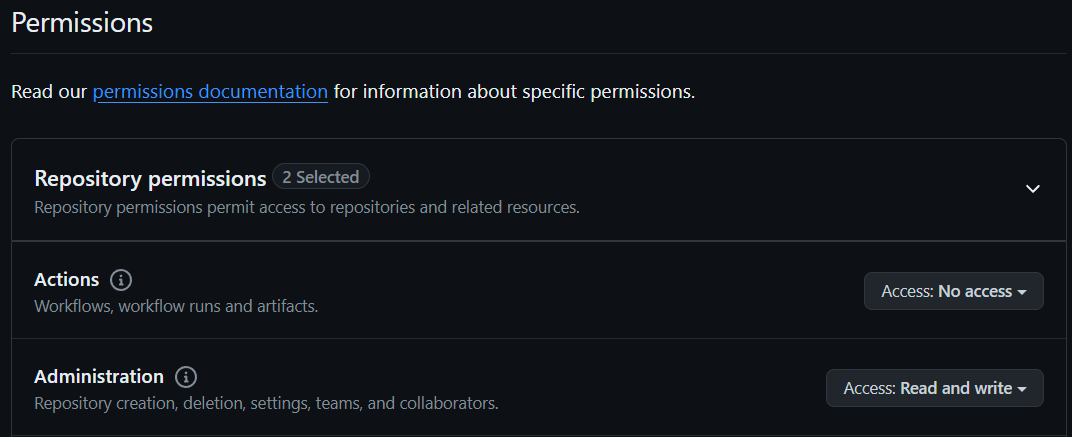 Permissions
Read our permissions documentation for information about specific permissions.
Repository permissions 2 Selected
Repository permissions permit access to repositories and related resources.
Actions
Access: No access
Workflows, workflow runs and artifacts.
Administration
Access: Read and write
Repository creation, deletion, settings, teams, and collaborators.